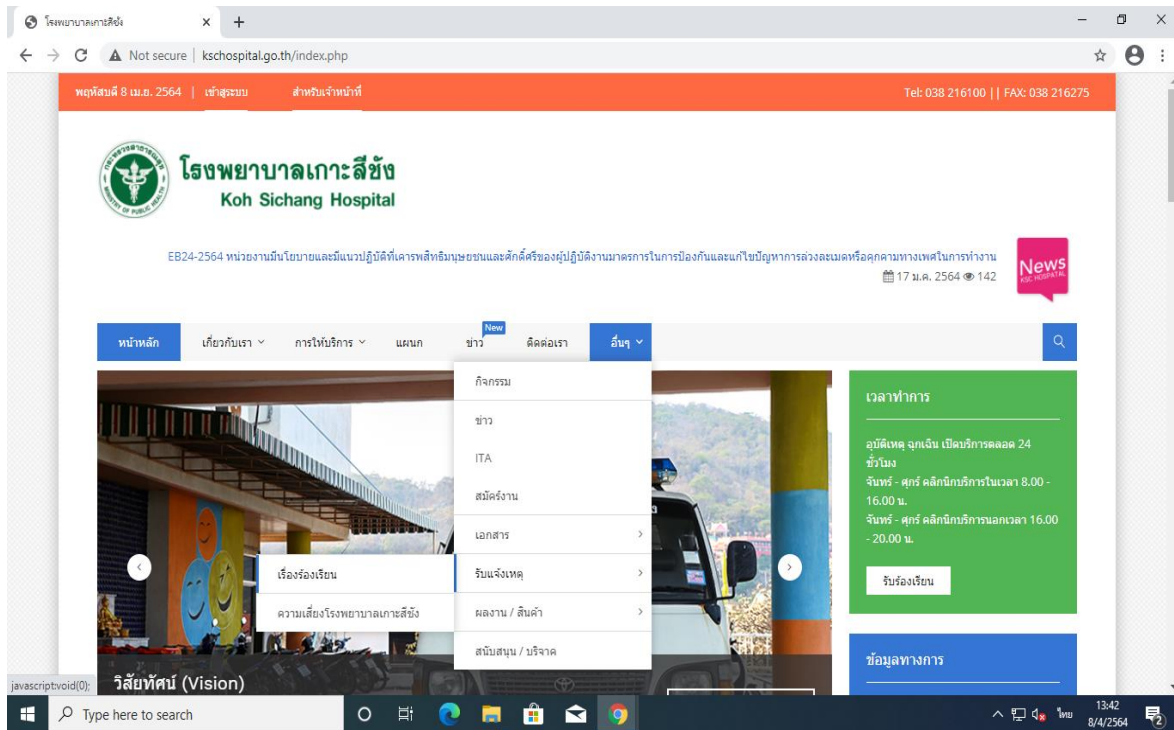 โรงพยาบาลเกาะสีชัง
Not secure | kschospital.go.th/index.php
พฤหัสบดี 8 เม.ย. 2564 | เข้าสู่ระบบ สำหรับเจ้าหน้าที่ Tel: 038 216100 || FAX: 038 216275
โรงพยาบาลเกาะสีชัง
Koh Sichang Hospital
EB24-2564 หน่วยงานมีนโยบายและมีแนวปฏิบัติที่เคารพสิทธิมนุษยชนและศักดิ์ศรีของผู้ปฏิบัติงานมาตรการในการป้องกันและแก้ไขปัญหาการล่วงละเมิดหรือคุกคามทางเพศในการทำงาน
17 ม.ค. 2564 142
News
KSC HOSPATAL
New
หน้าหลัก เกี่ยวกับเรา การให้บริการ แผนก ข่าว ติดต่อเรา อื่นๆ
กิจกรรม
ข่าว
ITA
สมัครงาน
เอกสาร
รับแจ้งเหตุ
ผลงาน / สินค้า
สนับสนุน / บริจาค
เรื่องร้องเรียน
ความเสี่ยงโรงพยาบาลเกาะสีชัง
เวลาทำการ
อุบัติเหตุ ฉุกเฉิน เปิดบริการตลอด 24
ชั่วโมง
จันทร์ - ศุกร์ คลินิกบริการในเวลา 8.00 -
16.00 น.
จันทร์ - ศุกร์ คลินิกบริการนอกเวลา 16.00
- 20.00 น.
รับร้องเรียน
ข้อมูลทางการ
วิสัยทัศน์ (Vision)
javascript:void(0);
Type here to search
ไทย
13:42
8/4/2564
2